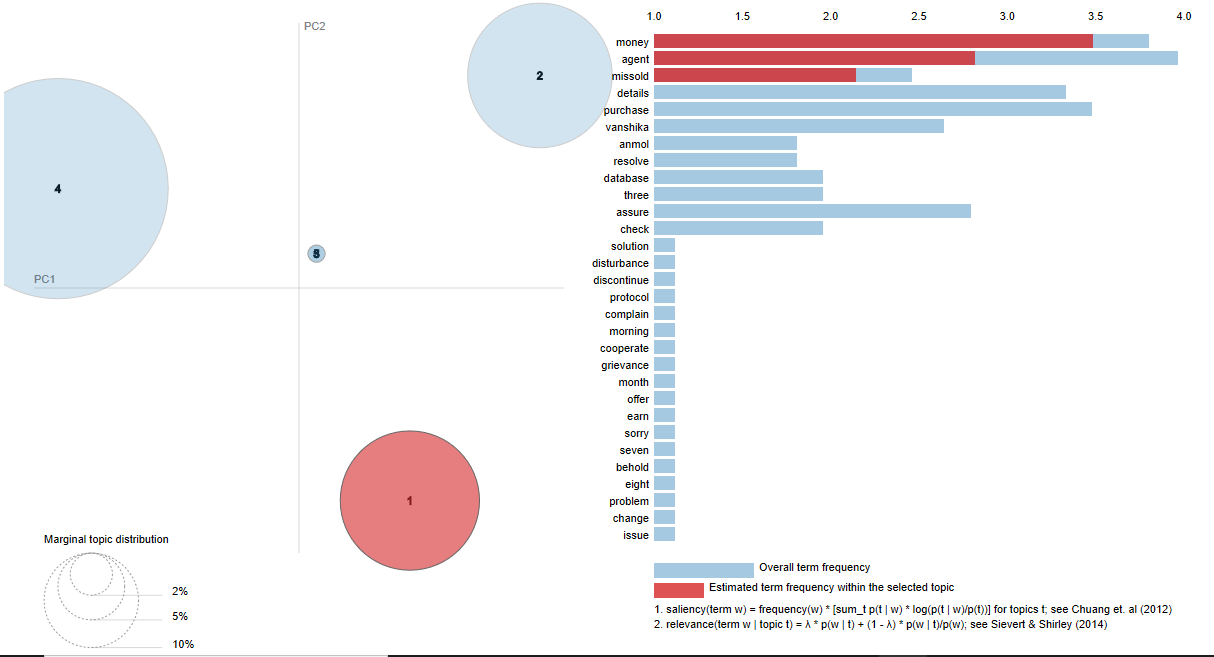 PC2
PC1
2
4
5
1
Marginal topic distribution
2%
5%
10%
1.0 1.5 2.0 2.5 3.0 3.5 4.0
money
agent
missold
details
purchase
vanshika
anmol
resolve
database
three
assure
check
solution
disturbance
discontinue
protocol
complain
morning
cooperate
grievance
month
offer
earn
sorry
seven
behold
eight
problem
change
issue
Overall term frequency
Estimated term frequency within the selected topic
1. saliency(term w) = frequency(w) * [sum_t p(t | w) * log(p(t | w)/p(t))] for topics t; see Chuang et. al (2012)
2. relevance(term w | topic t) = λ * p(w | t) + (1 - λ) * p(w | t)/p(w); see Sievert & Shirley (2014)